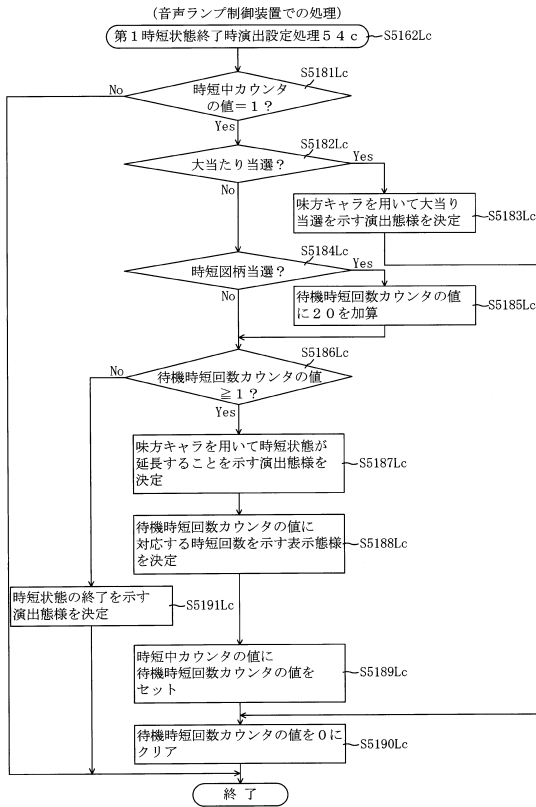 (音声ランプ制御装置での処理)
第1時短状態終了時演出設定処理54c
S5162Lc
S5181Lc
No
時短中カウンタ
の値=1?
Yes
S5182Lc
大当たり当選?
Yes
No
味方キャラを用いて大当り
当選を示す演出態様を決定
S5183Lc
S5184Lc
時短図柄当選?
Yes
No
待機時短回数カウンタの値
に20を加算
S5185Lc
S5186Lc
No
待機時短回数カウンタの値
≧1?
Yes
味方キャラを用いて時短状態が
延長することを示す演出態様を
決定
S5187Lc
待機時短回数カウンタの値に
対応する時短回数を示す表示態様
を決定
S5188Lc
時短状態の終了を示す
演出態様を決定
S5191Lc
時短中カウンタの値に
待機時短回数カウンタの値を
セット
S5189Lc
待機時短回数カウンタの値を0に
クリア
S5190Lc
終了